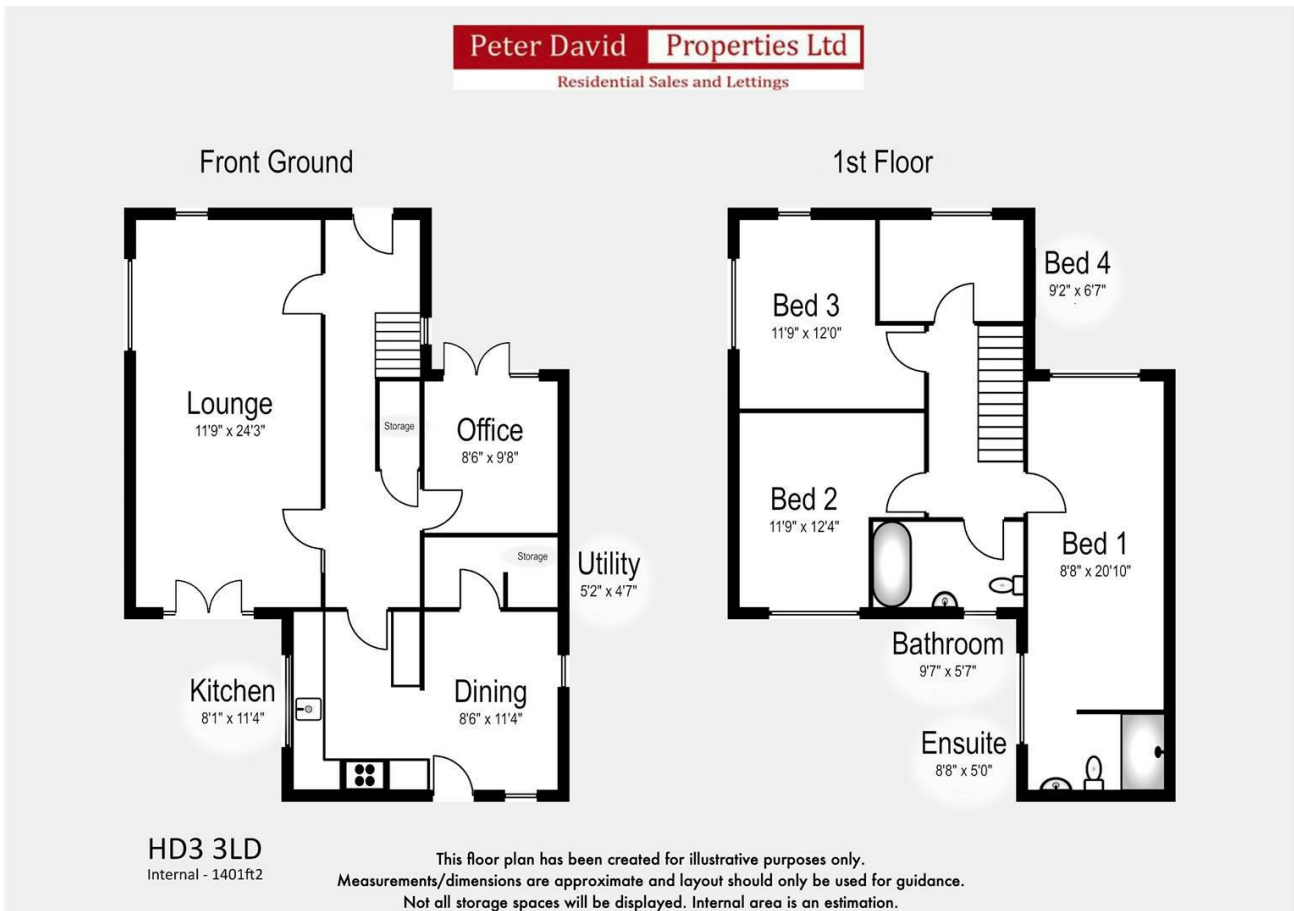 Peter David Properties Ltd
Residential Sales and Lettings
Front Ground
1st Floor
Lounge
11'9" x 24'3"
Storage
Office
8'6" x 9'8"
Storage
Utility
5'2" x 4'7"
Kitchen
8'1" x 11'4"
Dining
8'6" x 11'4"
Bed 3
11'9" x 12'0"
Bed 4
9'2" x 6'7"
Bed 2
11'9" x 12'4"
Bed 1
8'8" x 20'10"
Bathroom
9'7" x 5'7"
Ensuite
8'8" x 5'0"
HD3 3LD
Internal - 1401ft2
This floor plan has been created for illustrative purposes only.
Measurements/dimensions are approximate and layout should only be used for guidance.
Not all storage spaces will be displayed. Internal area is an estimation.